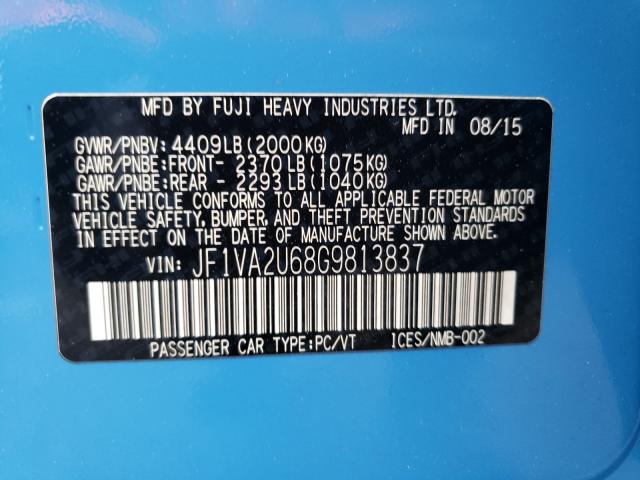 MFD BY FUJI HEAVY INDUSTRIES LTD.
MFD IN 08/15
GVWR/PNBV: 4409LB(2000KG)
GAWR/PNBE:FRONT- 2370LB(1075KG)
GAWR/PNBE:REAR - 2293LB(1040KG)
THIS VEHICLE CONFORMS TO ALL APPLICABLE FEDERAL MOTOR
VEHICLE SAFETY, BUMPER, AND THEFT PREVENTION STANDARDS
IN EFFECT ON THE DATE OF MANUFACTURE SHOWN ABOVE.
VIN: JF1VA2U68G9813837
PASSENGER CAR TYPE:PC/VT ICES/NMB-002